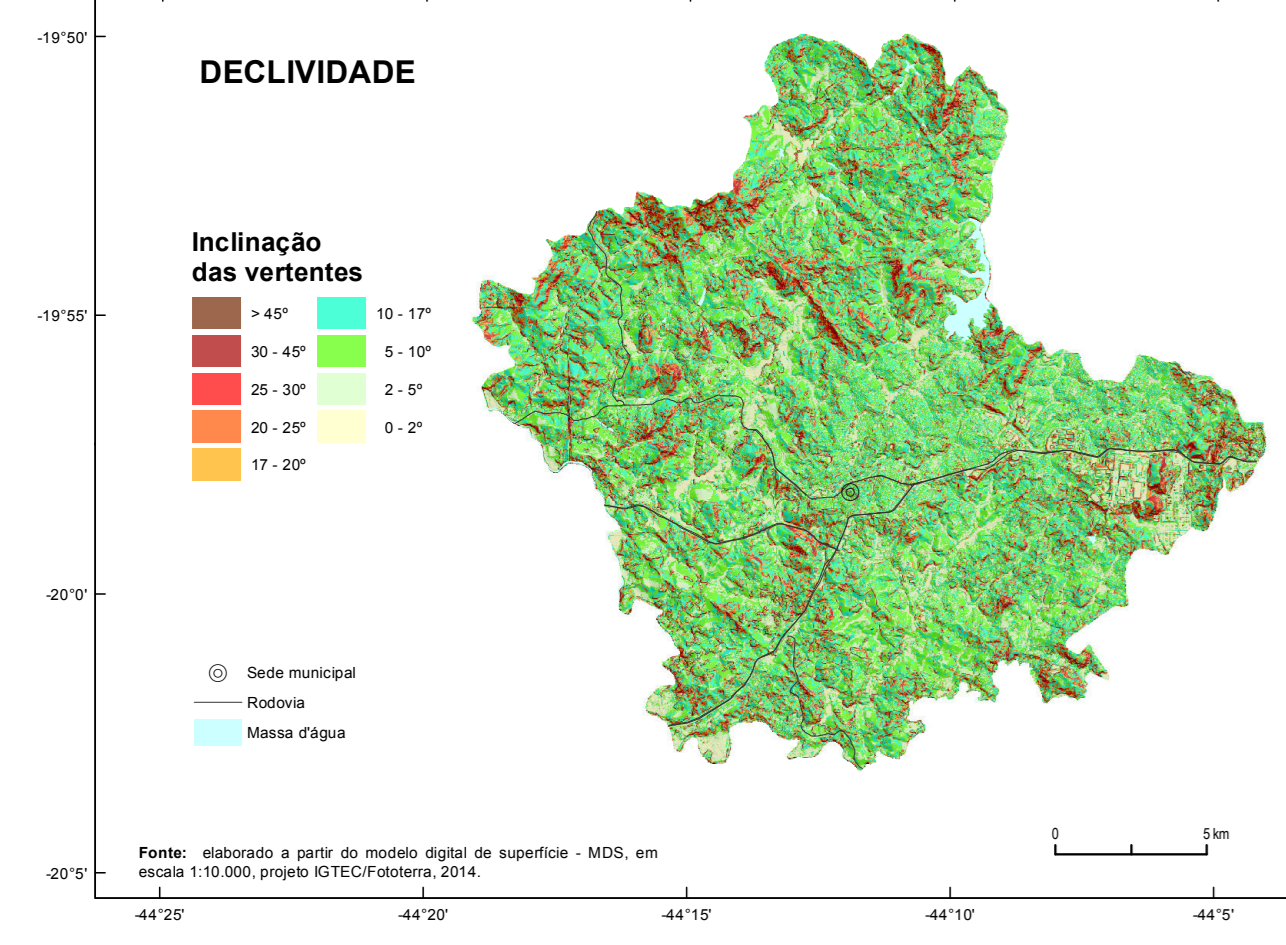 -19°50'
DECLIVIDADE
Inclinação
das vertentes
> 45º
10 - 17º
-19°55'
30 - 45º
5 - 10º
25 - 30º
2 - 5º
20 - 25º
0 - 2º
17 - 20º
-20°0'
Sede municipal
Rodovia
Massa d'água
0
5 km
Fonte: elaborado a partir do modelo digital de superfície - MDS, em
escala 1:10.000, projeto IGTEC/Fototerra, 2014.
-20°5'
-44°25'
-44°20'
-44°15'
-44°10'
-44°5'